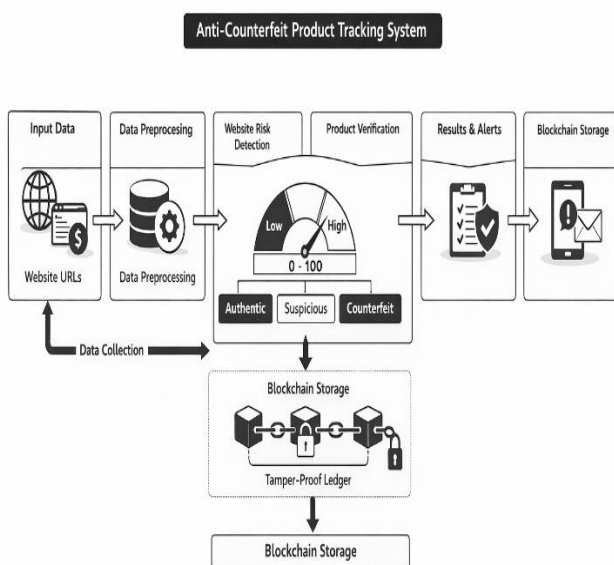 Anti-Counterfeit Product Tracking System
Input Data
Website URLs
Data Preprocesing
Data Preprocessing
Website Risk
Detection
Product Verification
Low
High
0 - 100
Authentic
Suspicious
Counterfeit
Results & Alerts
Blockchain Storage
Data Collection
Blockchain Storage
Tamper-Proof Ledger
Blockchain Storage